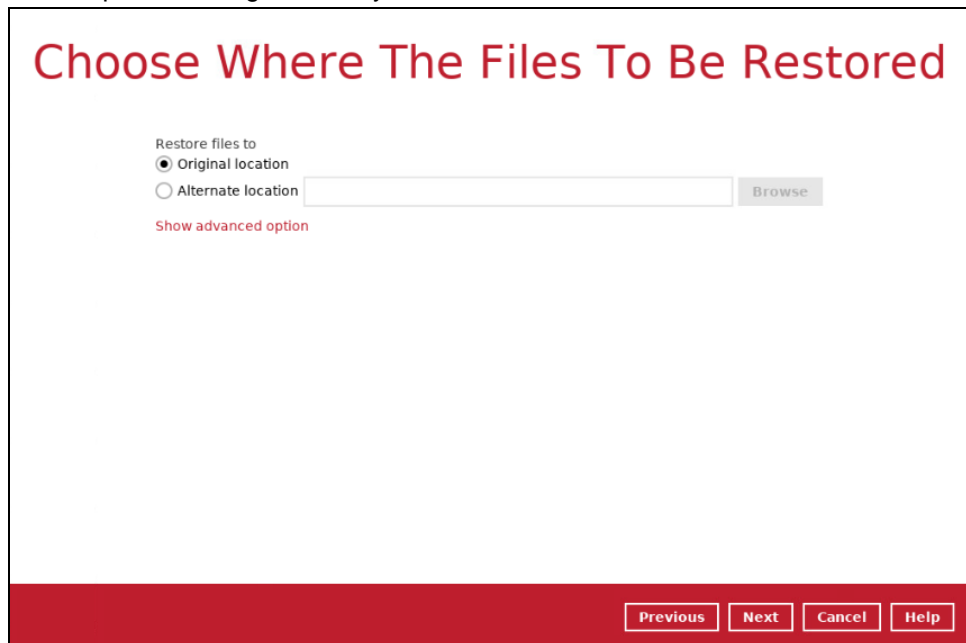 Choose Where The Files To Be Restored
Restore files to
Original location
Alternate location Browse
Show advanced option
Previous Next Cancel Help